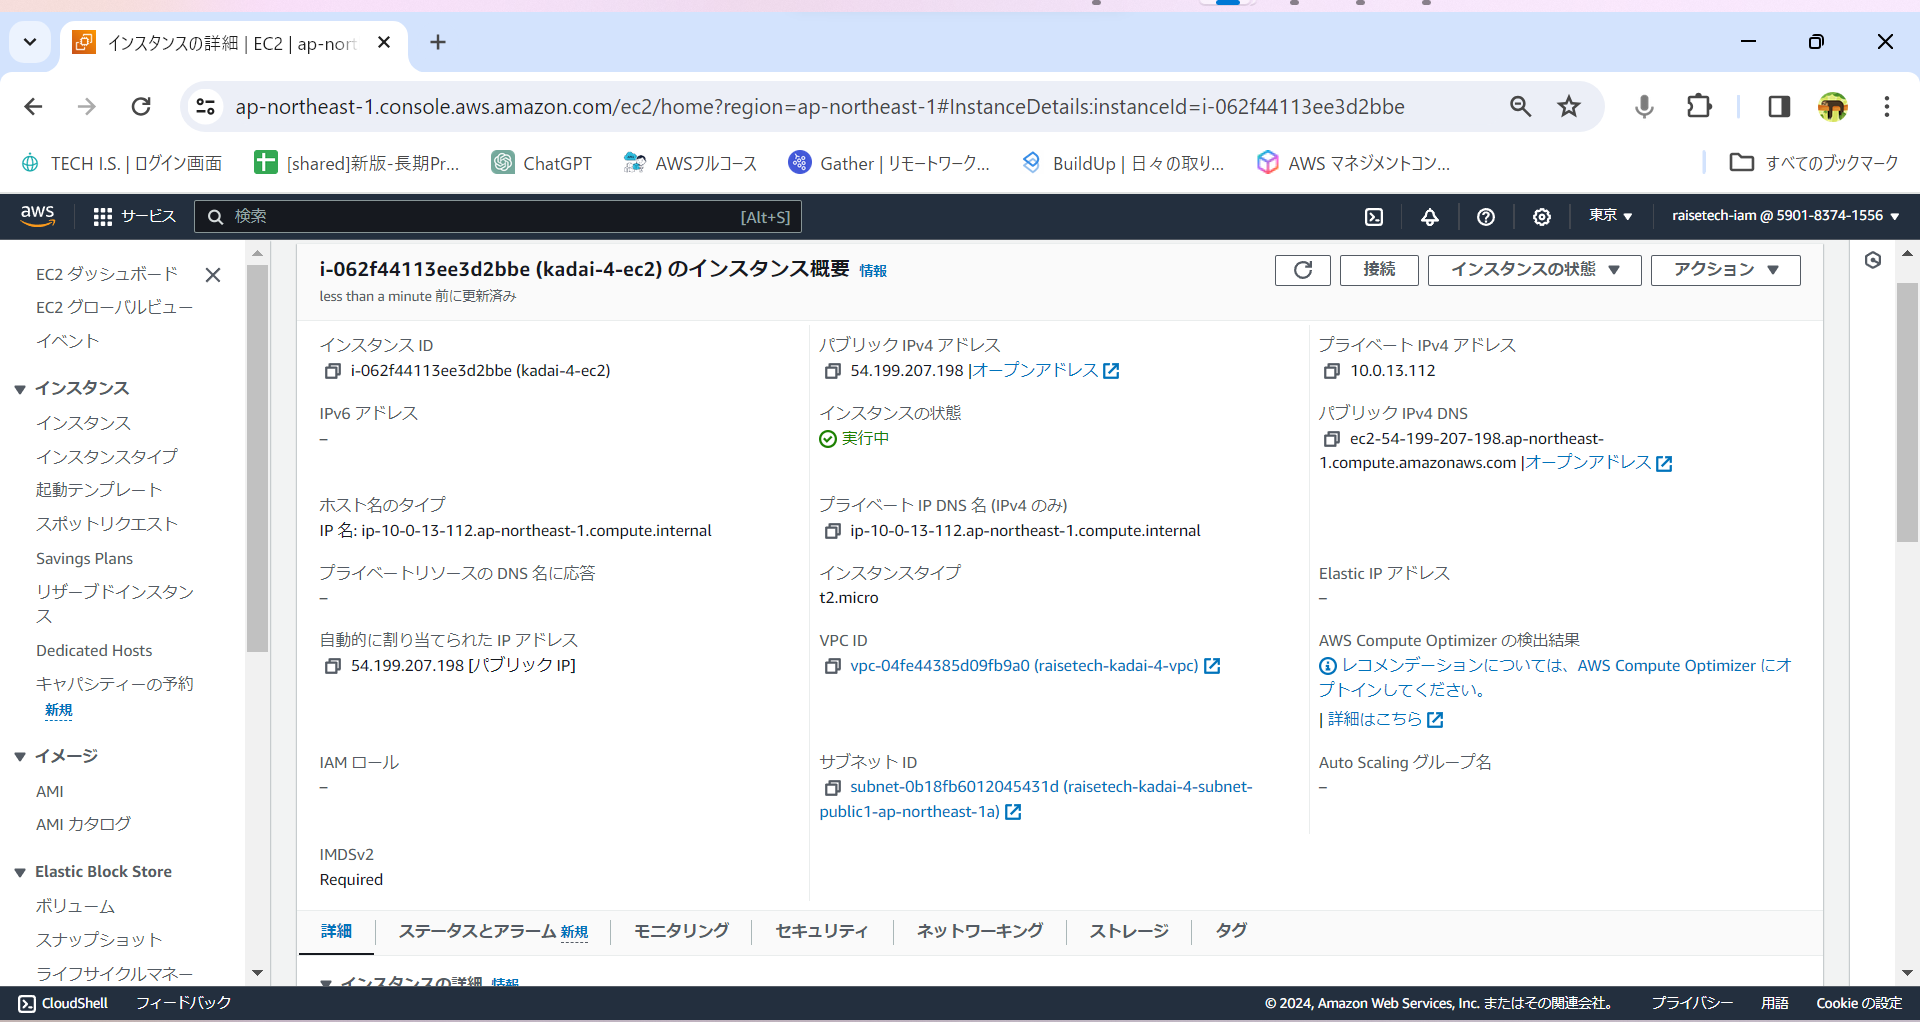 インスタンスの詳細 | EC2 | ap-nort
ap-northeast-1.console.aws.amazon.com/ec2/home?region=ap-northeast-1#InstanceDetails:instanceId=i-062f44113ee3d2bbe
TECH I.S. | ログイン画面
[shared]新版-長期Pr...
ChatGPT
AWSフルコース
Gather | リモートワーク...
BuildUp | 日々の取り...
AWS マネジメントコン...
すべてのブックマーク
aws
サービス
検索
[Alt+S]
東京
raisetech-iam @ 5901-8374-1556
EC2 ダッシュボード
EC2 グローバルビュー
イベント
インスタンス
インスタンス
インスタンスタイプ
起動テンプレート
スポットリクエスト
Savings Plans
リザーブドインスタン
ス
Dedicated Hosts
キャパシティーの予約
新規
イメージ
AMI
AMI カタログ
Elastic Block Store
ボリューム
スナップショット
ライフサイクルマネー
i-062f44113ee3d2bbe (kadai-4-ec2) のインスタンス概要 情報
less than a minute 前に更新済み
接続
インスタンスの状態
アクション
インスタンス ID
i-062f44113ee3d2bbe (kadai-4-ec2)
パブリック IPv4 アドレス
54.199.207.198 |オープンアドレス
プライベート IPv4 アドレス
10.0.13.112
IPv6 アドレス
–
インスタンスの状態
実行中
パブリック IPv4 DNS
ec2-54-199-207-198.ap-northeast-
1.compute.amazonaws.com |オープンアドレス
ホスト名のタイプ
IP 名: ip-10-0-13-112.ap-northeast-1.compute.internal
プライベート IP DNS 名 (IPv4 のみ)
ip-10-0-13-112.ap-northeast-1.compute.internal
プライベートリソースの DNS 名に応答
–
インスタンスタイプ
t2.micro
Elastic IP アドレス
–
自動的に割り当てられた IP アドレス
54.199.207.198 [パブリック IP]
VPC ID
vpc-04fe44385d09fb9a0 (raisetech-kadai-4-vpc)
AWS Compute Optimizer の検出結果
レコメンデーションについては、AWS Compute Optimizer にオ
プトインしてください。
| 詳細はこちら
IAM ロール
–
サブネット ID
subnet-0b18fb6012045431d (raisetech-kadai-4-subnet-
public1-ap-northeast-1a)
Auto Scaling グループ名
–
IMDSv2
Required
詳細
ステータスとアラーム 新規
モニタリング
セキュリティ
ネットワーキング
ストレージ
タグ
インスタンスの詳細 情報
CloudShell
フィードバック
© 2024, Amazon Web Services, Inc. またはその関連会社。
プライバシー
用語
Cookie の設定